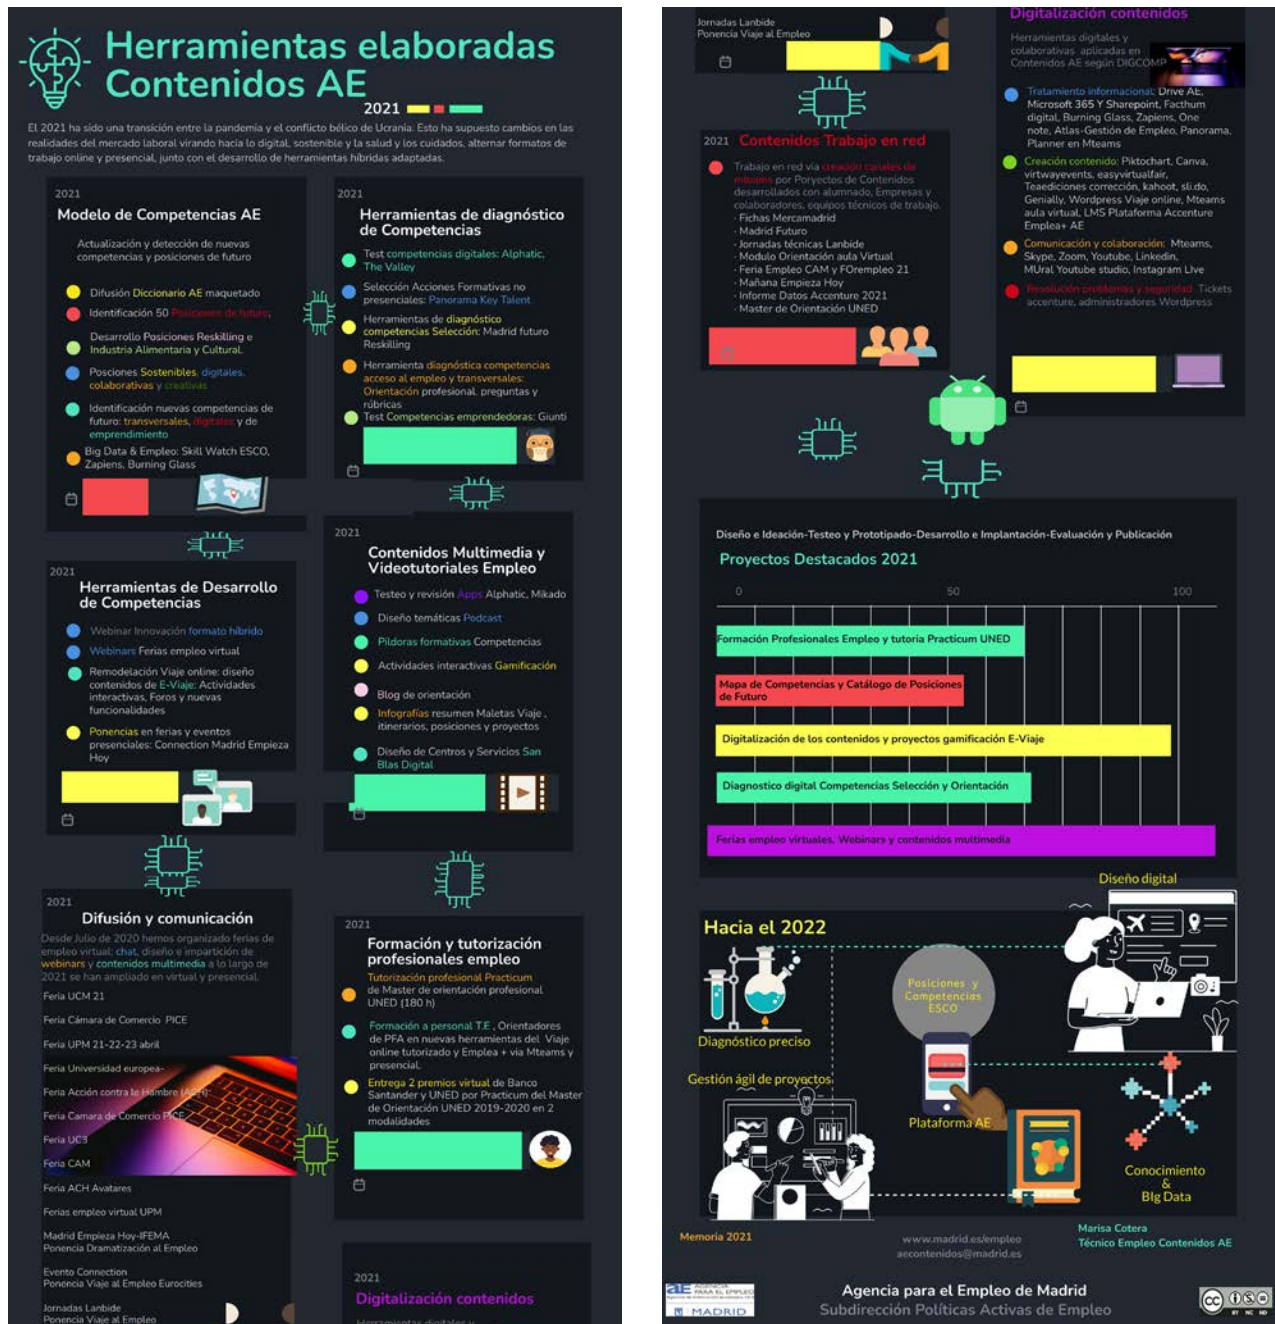 Herramientas elaboradas
Contenidos AE
2021
El 2021 ha sido una transición entre la pandemia y el conflicto bélico de Ucrania. Esto ha supuesto cambios en las
realidades del mercado laboral virando hacia lo digital, sostenible y la salud y los cuidados, alternar formatos de
trabajo online y presencial, junto con el desarrollo de herramientas híbridas adaptadas.
2021
Modelo de Competencias AE
Actualización y detección de nuevas
competencias y posiciones de futuro
Difusión Diccionario AE maquetado
Identificación 50 Posiciones de futuro,
Desarrollo Posiciones Reskilling e
Industria Alimentaria y Cultural.
Posciones Sostenibles, digitales,
colaborativas y creativas
Identificación nuevas competencias de
futuro: transversales, digitales y de
emprendimiento
Big Data & Empleo: Skill Watch ESCO,
Zapiens, Burning Glass
2021
Herramientas de diagnóstico
de Competencias
Test competencias digitales: Alphatic,
The Valley
Selección Acciones Formativas no
presenciales: Panorama Key Talent
Herramientas de diagnóstico
competencias Selección: Madrid futuro
Reskilling
Herramienta diagnóstica competencias
acceso al empleo y transversales:
Orientación profesional, preguntas y
rúbricas
Test Competencias emprendedoras: Giunti
2021
Herramientas de Desarrollo
de Competencias
Webinar Innovación formato híbrido
Webinars Ferias empleo virtual
Remodelación Viaje online: diseño
contenidos de E-Viaje: Actividades
interactivas, Foros y nuevas
funcionalidades
Ponencias en ferias y eventos
presenciales: Connection Madrid Empieza
Hoy
2021
Contenidos Multimedia y
Videotutoriales Empleo
Testeo y revisión Apps Alphatic, Mikado
Diseño temáticas Podcast
Píldoras formativas Competencias
Actividades interactivas Gamificación
Blog de orientación
Infografías resumen Maletas Viaje ,
itinerarios, posiciones y proyectos
Diseño de Centros y Servicios San
Blas Digital
2021
Difusión y comunicación
Desde Julio de 2020 hemos organizado ferias de
empleo virtual; chat, diseño e impartición de
webinars y contenidos multimedia a lo largo de
2021 se han ampliado en virtual y presencial.
Feria UCM 21
Feria Cámara de Comercio PICE
Feria UPM 21-22-23 abril
Feria Universidad europea-
Feria Acción contra le Hambre (ACH):
Feria Camara de Comercio PICE
Feria UC3
Feria CAM
Feria ACH Avatares
Ferias empleo virtual UPM
Madrid Empieza Hoy-IFEMA
Ponencia Dramatización al Empleo
Evento Connection
Ponencia Viaje al Empleo Eurocities
Jornadas Lanbide
Ponencia Viaje al Empleo
2021
Formación y tutorización
profesionales empleo
Tutorización profesional Practicum
de Master de orientación profesional
UNED (180 h)
Formación a personal T.E , Orientadores
de PFA en nuevas herramientas del Viaje
online tutorizado y Emplea + via Mteams y
presencial.
Entrega 2 premios virtual de Banco
Santander y UNED por Practicum del Master
de Orientación UNED 2019-2020 en 2
modalidades
2021
Digitalización contenidos
Herramientas digitales y
Jornadas Lanbide
Ponencia Viaje al Empleo
2021 Contenidos Trabajo en red
Trabajo en red vía creación canales de
mteams por Poryectos de Contenidos
desarrollados con alumnado, Empresas y
colaboradores, equipos técnicos de trabajo.
· Fichas Mercamadrid
· Madrid Futuro
· Jornadas técnicas Lanbide
· Modulo Orientación aula Virtual
· Feria Empleo CAM y FOrempleo 21
· Mañana Empieza Hoy
· Informe Datos Accenture 2021
· Master de Orientación UNED
Digitalización contenidos
Herramientas digitales y
colaborativas aplicadas en
Contenidos AE según DIGCOMP
Tratamiento informacional: Drive AE,
Microsoft 365 Y Sharepoint, Facthum
digital, Burning Glass, Zapiens, One
note, Atlas-Gestión de Empleo, Panorama,
Planner en Mteams
Creación contenido: Piktochart, Canva,
virtwayevents, easyvirtualfair,
Teaediciones corrección, kahoot, sli.do,
Genially, Wordpress Viaje online, Mteams
aula virtual, LMS Plataforma Accenture
Emplea+ AE
Comunicación y colaboración: Mteams,
Skype, Zoom, Youtube, Linkedin,
MUral Youtube studio, Instagram LIve
Resolución problemas y seguridad: Tickets
accenture, administradores Wordpress
Diseño e Ideación-Testeo y Prototipado-Desarrollo e Implantación-Evaluación y Publicación
Proyectos Destacados 2021
0 50 100
Formación Profesionales Empleo y tutoria Practicum UNED
Mapa de Competencias y Catálogo de Posiciones
de Futuro
Digitalización de los contenidos y proyectos gamificación E-Viaje
Diagnostico digital Competencias Selección y Orientación
Ferias empleo virtuales, Webinars y contenidos multimedia
Diseño digital
Hacia el 2022
Posiciones y
Competencias
ESCO
Diagnóstico preciso
Gestión ágil de proyectos
Plataforma AE
Conocimiento
&
BIg Data
Memoria 2021
www.madrid.es/empleo
aecontenidos@madrid.es
Marisa Cotera
Técnico Empleo Contenidos AE
Agencia para el Empleo de Madrid
Subdirección Políticas Activas de Empleo
aE AGENCIA
PARA EL EMPLEO
MADRID
cc
BY NC ND